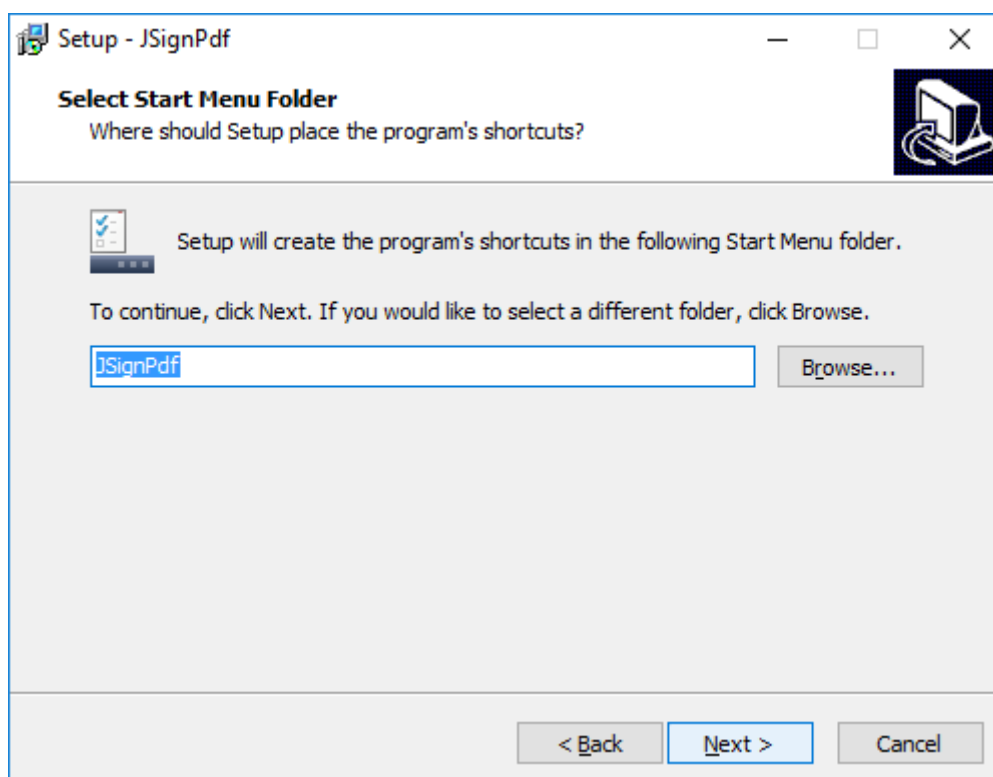 Setup - JSignPdf
Select Start Menu Folder
Where should Setup place the program's shortcuts?
Setup will create the program's shortcuts in the following Start Menu folder.
To continue, click Next. If you would like to select a different folder, click Browse.
JSignPdf
Browse...
< Back
Next >
Cancel